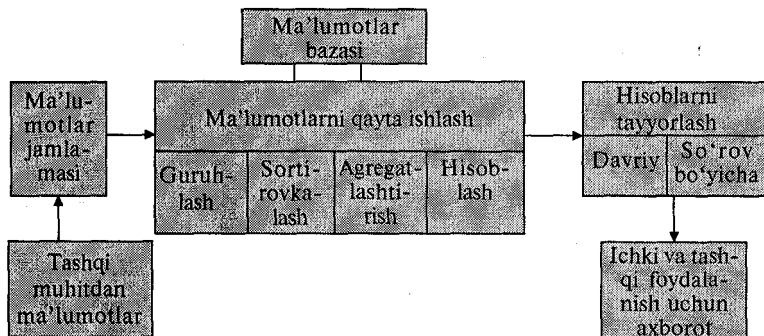 Ma'lumotlar
bazasi
Ma'lu-
motlar
jamla-
masi
Ma'lumotlarni qayta ishlash
Guruh-
lash
Sorti-
rovka-
lash
Agregat-
lashti-
rish
Hisob-
lash
Hisoblarni
tayyorlash
Davriy
So'rov
bo'yicha
Tashqi
muhitdan
ma'lumotlar
Ichki va tash-
qi foydala-
nish uchun
axborot